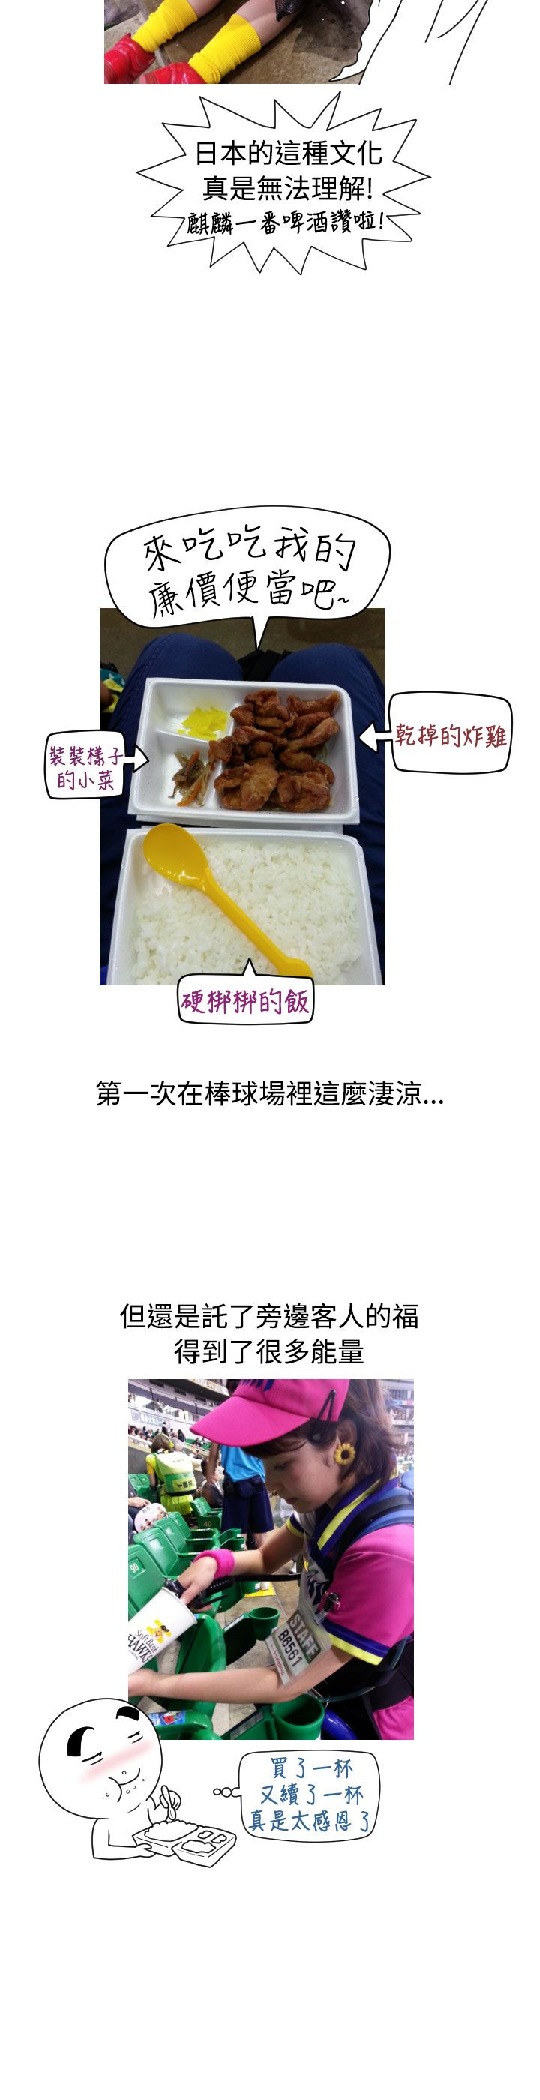 日本的這種文化
真是無法理解!
麒麟一番啤酒讚啦!
來吃吃我的
廉價便當吧~
乾掉的炸雞
裝裝樣子
的小菜
硬梆梆的飯
第一次在棒球場裡這麼淒涼...
但還是託了旁邊客人的福
得到了很多能量
STAFF
B8561
SoftBank
HAWKS
買了一杯
又續了一杯
真是太感恩了